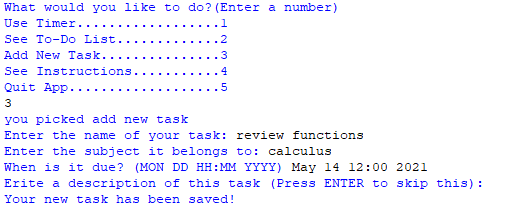 What would you like to do?(Enter a number)
Use Timer..................1
See To-Do List.............2
Add New Task...............3
See Instructions...........4
Quit App...................5
3
you picked add new task
Enter the name of your task: review functions
Enter the subject it belongs to: calculus
When is it due? (MON DD HH:MM YYYY) May 14 12:00 2021
Erite a description of this task (Press ENTER to skip this):
Your new task has been saved!